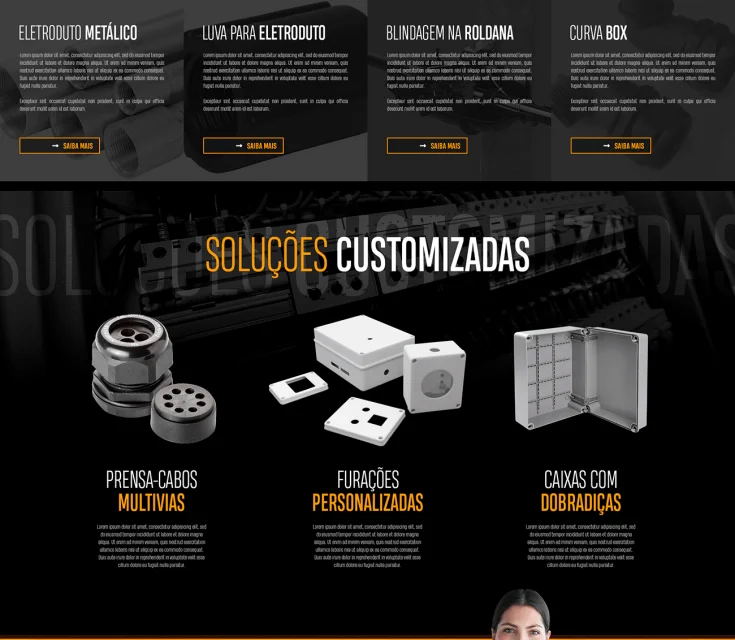 ELETRODUTO METÁLICO
Lorem ipsum dolor sit amet, consectetur adipisicing elit, sed do eiusmod tempor
incididunt ut labore et dolore magna aliqua. Ut enim ad minim veniam, quis
nostrud exercitation ullamco laboris nisi ut aliquip ex ea commodo consequat.
Duis aute irure dolor in reprehenderit in voluptate velit esse cillum dolore eu
fugiat nulla pariatur.
Excepteur sint occaecat cupidatat non proident, sunt in culpa qui officia
deserunt mollit anim id est laborum.
→ SAIBA MAIS
LUVA PARA ELETRODUTO
Lorem ipsum dolor sit amet, consectetur adipisicing elit, sed do eiusmod tempor
incididunt ut labore et dolore magna aliqua. Ut enim ad minim veniam, quis
nostrud exercitation ullamco laboris nisi ut aliquip ex ea commodo consequat.
Duis aute irure dolor in reprehenderit in voluptate velit esse cillum dolore eu
fugiat nulla pariatur.
Excepteur sint occaecat cupidatat non proident, sunt in culpa qui officia
deserunt mollit anim id est laborum.
→ SAIBA MAIS
BLINDAGEM NA ROLDANA
Lorem ipsum dolor sit amet, consectetur adipisicing elit, sed do eiusmod tempor
incididunt ut labore et dolore magna aliqua. Ut enim ad minim veniam, quis
nostrud exercitation ullamco laboris nisi ut aliquip ex ea commodo consequat.
Duis aute irure dolor in reprehenderit in voluptate velit esse cillum dolore eu
fugiat nulla pariatur.
Excepteur sint occaecat cupidatat non proident, sunt in culpa qui officia
deserunt mollit anim id est laborum.
→ SAIBA MAIS
CURVA BOX
Lorem ipsum dolor sit amet, consectetur adipisicing elit, sed do eiusmod tempor
incididunt ut labore et dolore magna aliqua. Ut enim ad minim veniam, quis
nostrud exercitation ullamco laboris nisi ut aliquip ex ea commodo consequat.
Duis aute irure dolor in reprehenderit in voluptate velit esse cillum dolore eu
fugiat nulla pariatur.
Excepteur sint occaecat cupidatat non proident, sunt in culpa qui officia
deserunt mollit anim id est laborum.
→ SAIBA MAIS
SOLUÇÕES CUSTOMIZADAS
SOLUÇÕES CUSTOMIZADAS
PRENSA-CABOS
MULTIVIAS
Lorem ipsum dolor sit amet, consectetur adipisicing elit, sed
do eiusmod tempor incididunt ut labore et dolore magna
aliqua. Ut enim ad minim veniam, quis nostrud exercitation
ullamco laboris nisi ut aliquip ex ea commodo consequat.
Duis aute irure dolor in reprehenderit in voluptate velit esse
cillum dolore eu fugiat nulla pariatur.
FURAÇÕES
PERSONALIZADAS
Lorem ipsum dolor sit amet, consectetur adipisicing elit, sed
do eiusmod tempor incididunt ut labore et dolore magna
aliqua. Ut enim ad minim veniam, quis nostrud exercitation
ullamco laboris nisi ut aliquip ex ea commodo consequat.
Duis aute irure dolor in reprehenderit in voluptate velit esse
cillum dolore eu fugiat nulla pariatur.
CAIXAS COM
DOBRADIÇAS
Lorem ipsum dolor sit amet, consectetur adipisicing elit, sed
do eiusmod tempor incididunt ut labore et dolore magna
aliqua. Ut enim ad minim veniam, quis nostrud exercitation
ullamco laboris nisi ut aliquip ex ea commodo consequat.
Duis aute irure dolor in reprehenderit in voluptate velit esse
cillum dolore eu fugiat nulla pariatur.